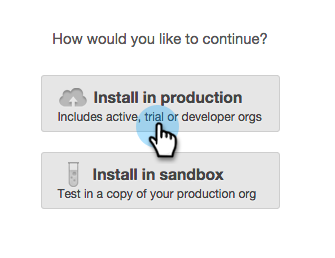 How would you like to continue?
Install in production
Includes active, trial or developer orgs
Install in sandbox
Test in a copy of your production org